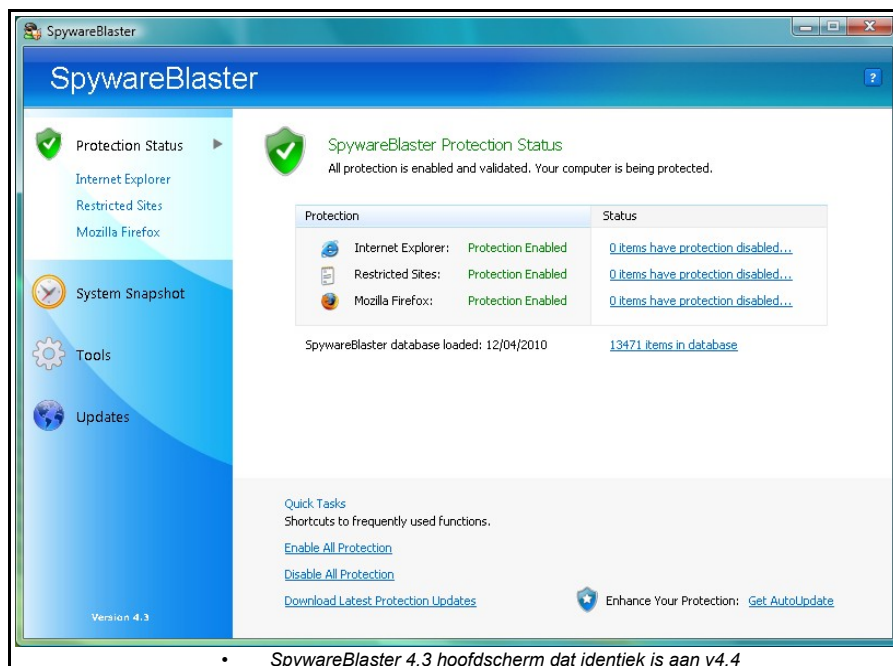 SpywareBlaster
SpywareBlaster
?
Protection Status
Internet Explorer
Restricted Sites
Mozilla Firefox
System Snapshot
Tools
Updates
Version 4.3
SpywareBlaster Protection Status
All protection is enabled and validated. Your computer is being protected.
Protection Status
Internet Explorer: Protection Enabled 0 items have protection disabled...
Restricted Sites: Protection Enabled 0 items have protection disabled...
Mozilla Firefox: Protection Enabled 0 items have protection disabled...
SpywareBlaster database loaded: 12/04/2010 13471 items in database
Quick Tasks
Shortcuts to frequently used functions.
Enable All Protection
Disable All Protection
Download Latest Protection Updates
Enhance Your Protection: Get AutoUpdate
• SpywareBlaster 4.3 hoofdscherm dat identiek is aan v4.4